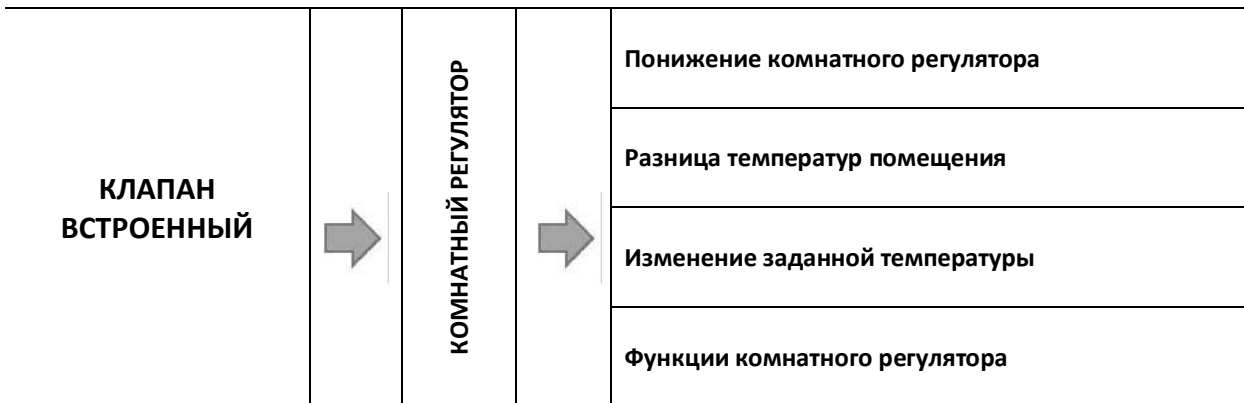 КЛАПАН
ВСТРОЕННЫЙ
КОМНАТНЫЙ РЕГУЛЯТОР
Понижение комнатного регулятора
Разница температур помещения
Изменение заданной температуры
Функции комнатного регулятора